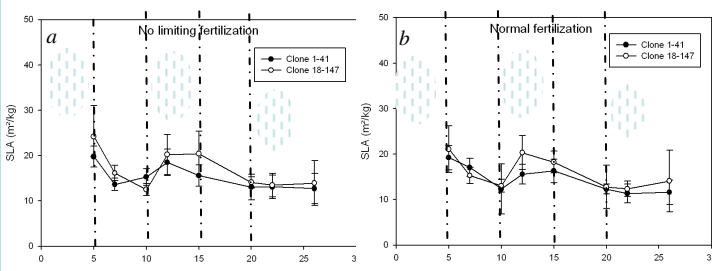 a
No limiting fertilization
Clone 1-41
Clone 18-147
SLA (m²/kg)
50
40
30
20
10
0
0 5 10 15 20 25 3
b
Normal fertilization
Clone 1-41
Clone 18-147
SLA (m²/kg)
50
40
30
20
10
0
0 5 10 15 20 25 30